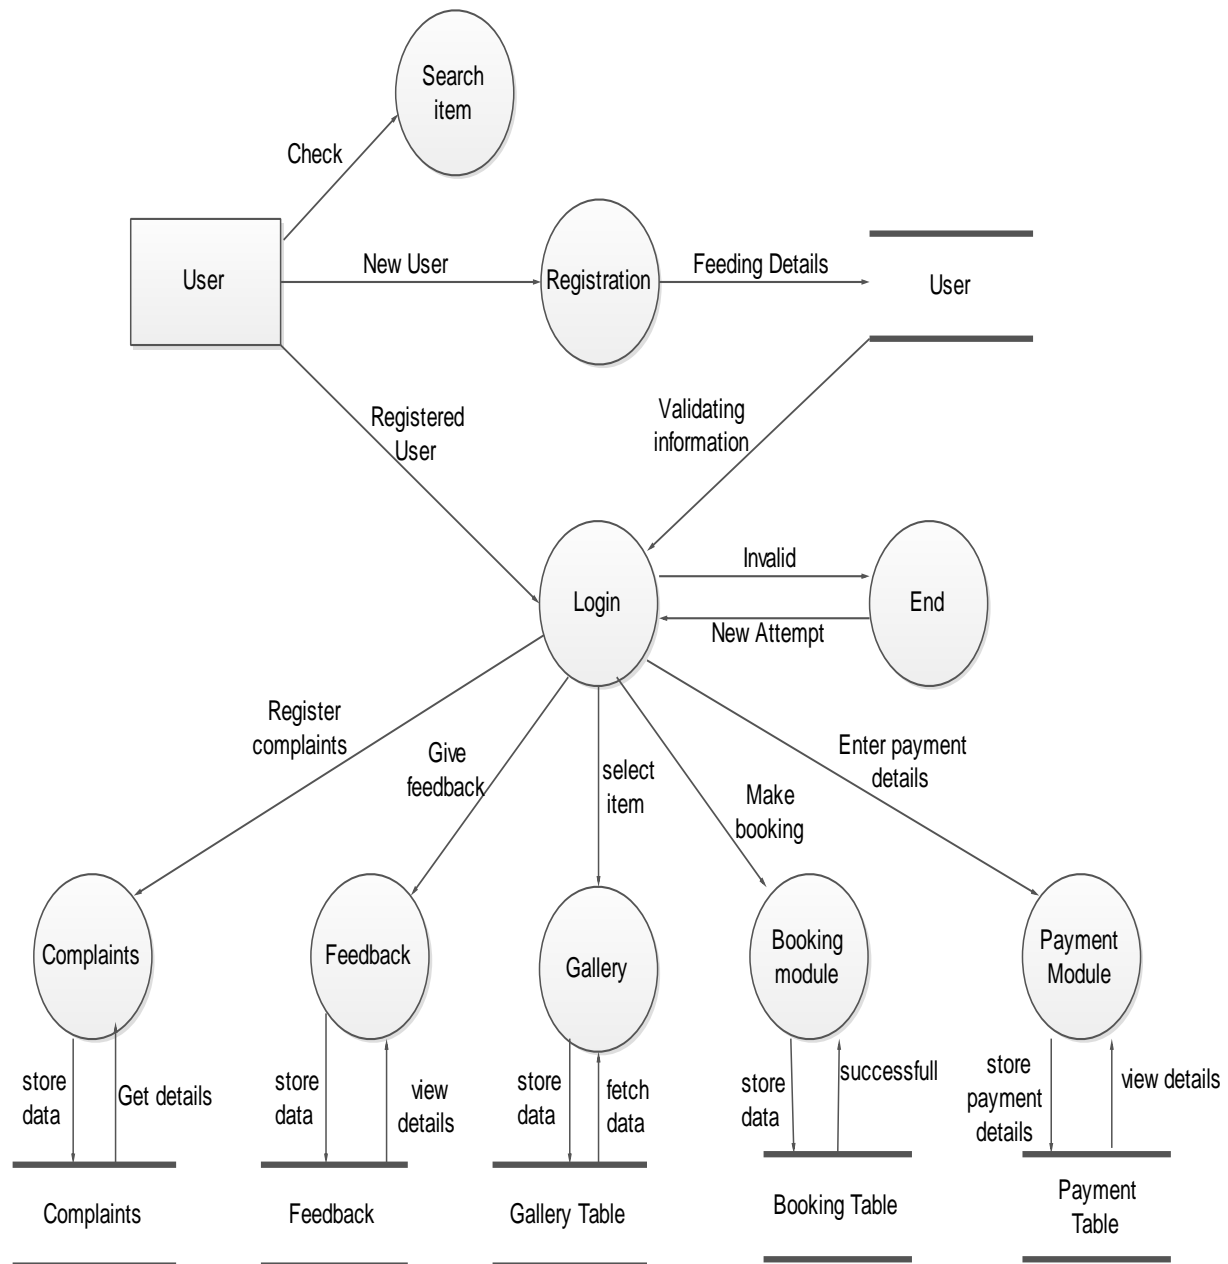 Search
item
Check
User
New User
Registration
Feeding Details
User
Registered
User
Validating
information
Login
Invalid
New Attempt
End
Register
complaints
Give
feedback
select
item
Make
booking
Enter payment
details
Complaints
Feedback
Gallery
Booking
module
Payment
Module
store
data
Get details
store
data
view
details
store
data
fetch
data
store
data
successfull
store
payment
details
view details
Complaints
Feedback
Gallery Table
Booking Table
Payment
Table